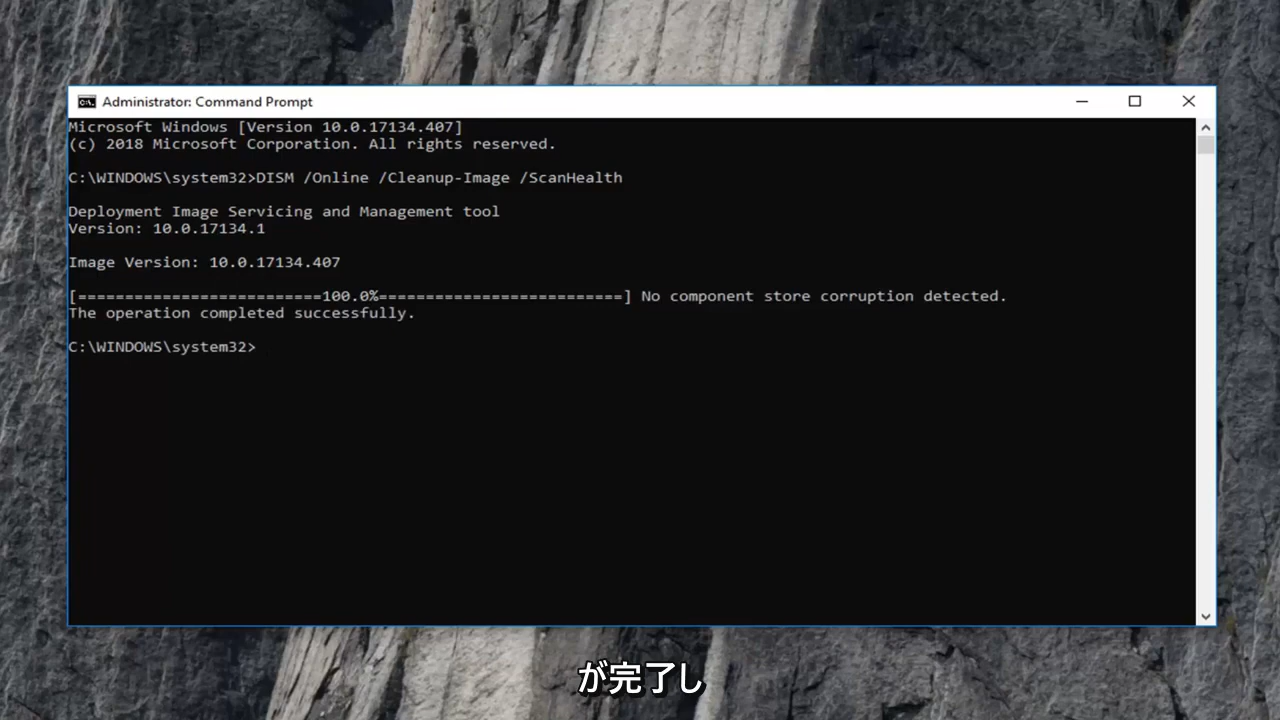 Administrator: Command Prompt
Microsoft Windows [Version 10.0.17134.407]
(c) 2018 Microsoft Corporation. All rights reserved.
C:\WINDOWS\system32>DISM /Online /Cleanup-Image /ScanHealth
Deployment Image Servicing and Management tool
Version: 10.0.17134.1
Image Version: 10.0.17134.407
[==========================100.0%==========================] No component store corruption detected.
The operation completed successfully.
C:\WINDOWS\system32>
が完了し